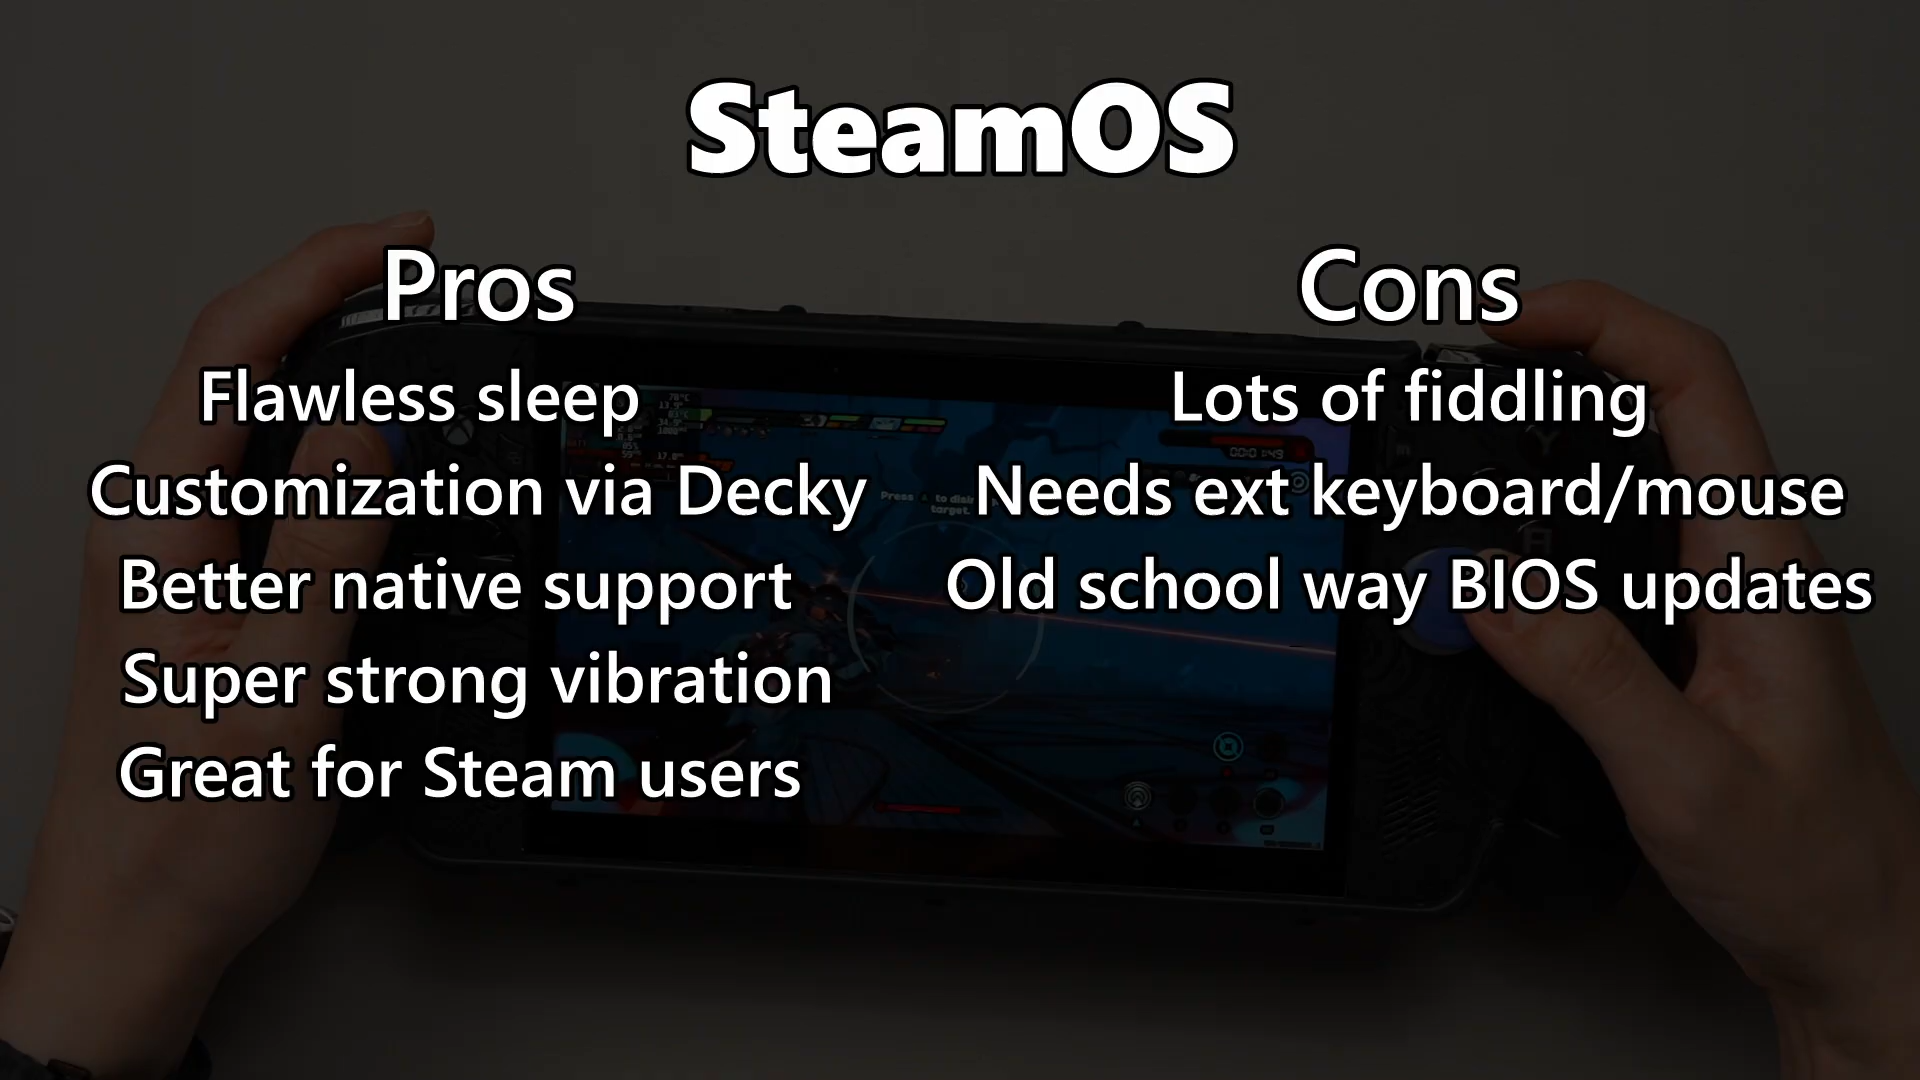 SteamOS
Pros
Flawless sleep
Customization via Decky
Better native support
Super strong vibration
Great for Steam users
Cons
Lots of fiddling
Needs ext keyboard/mouse
Old school way BIOS updates